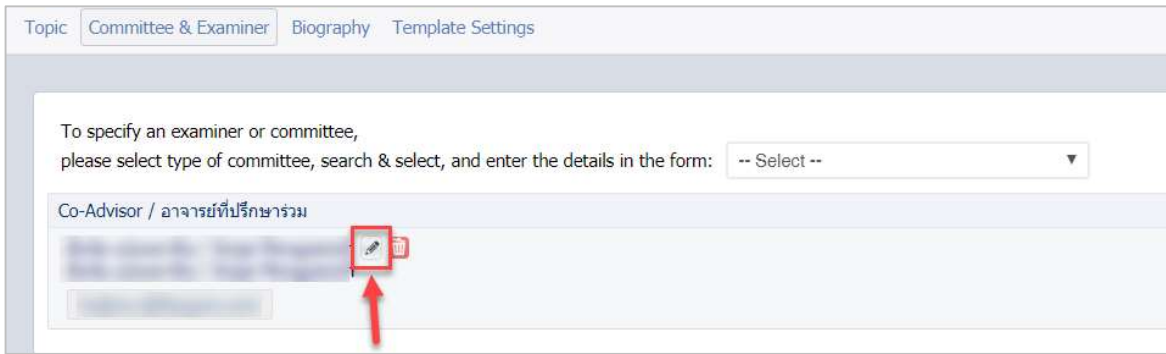 Topic Committee & Examiner Biography Template Settings
To specify an examiner or committee,
please select type of committee, search & select, and enter the details in the form: -- Select --
Co-Advisor / อาจารย์ที่ปรึกษาร่วม